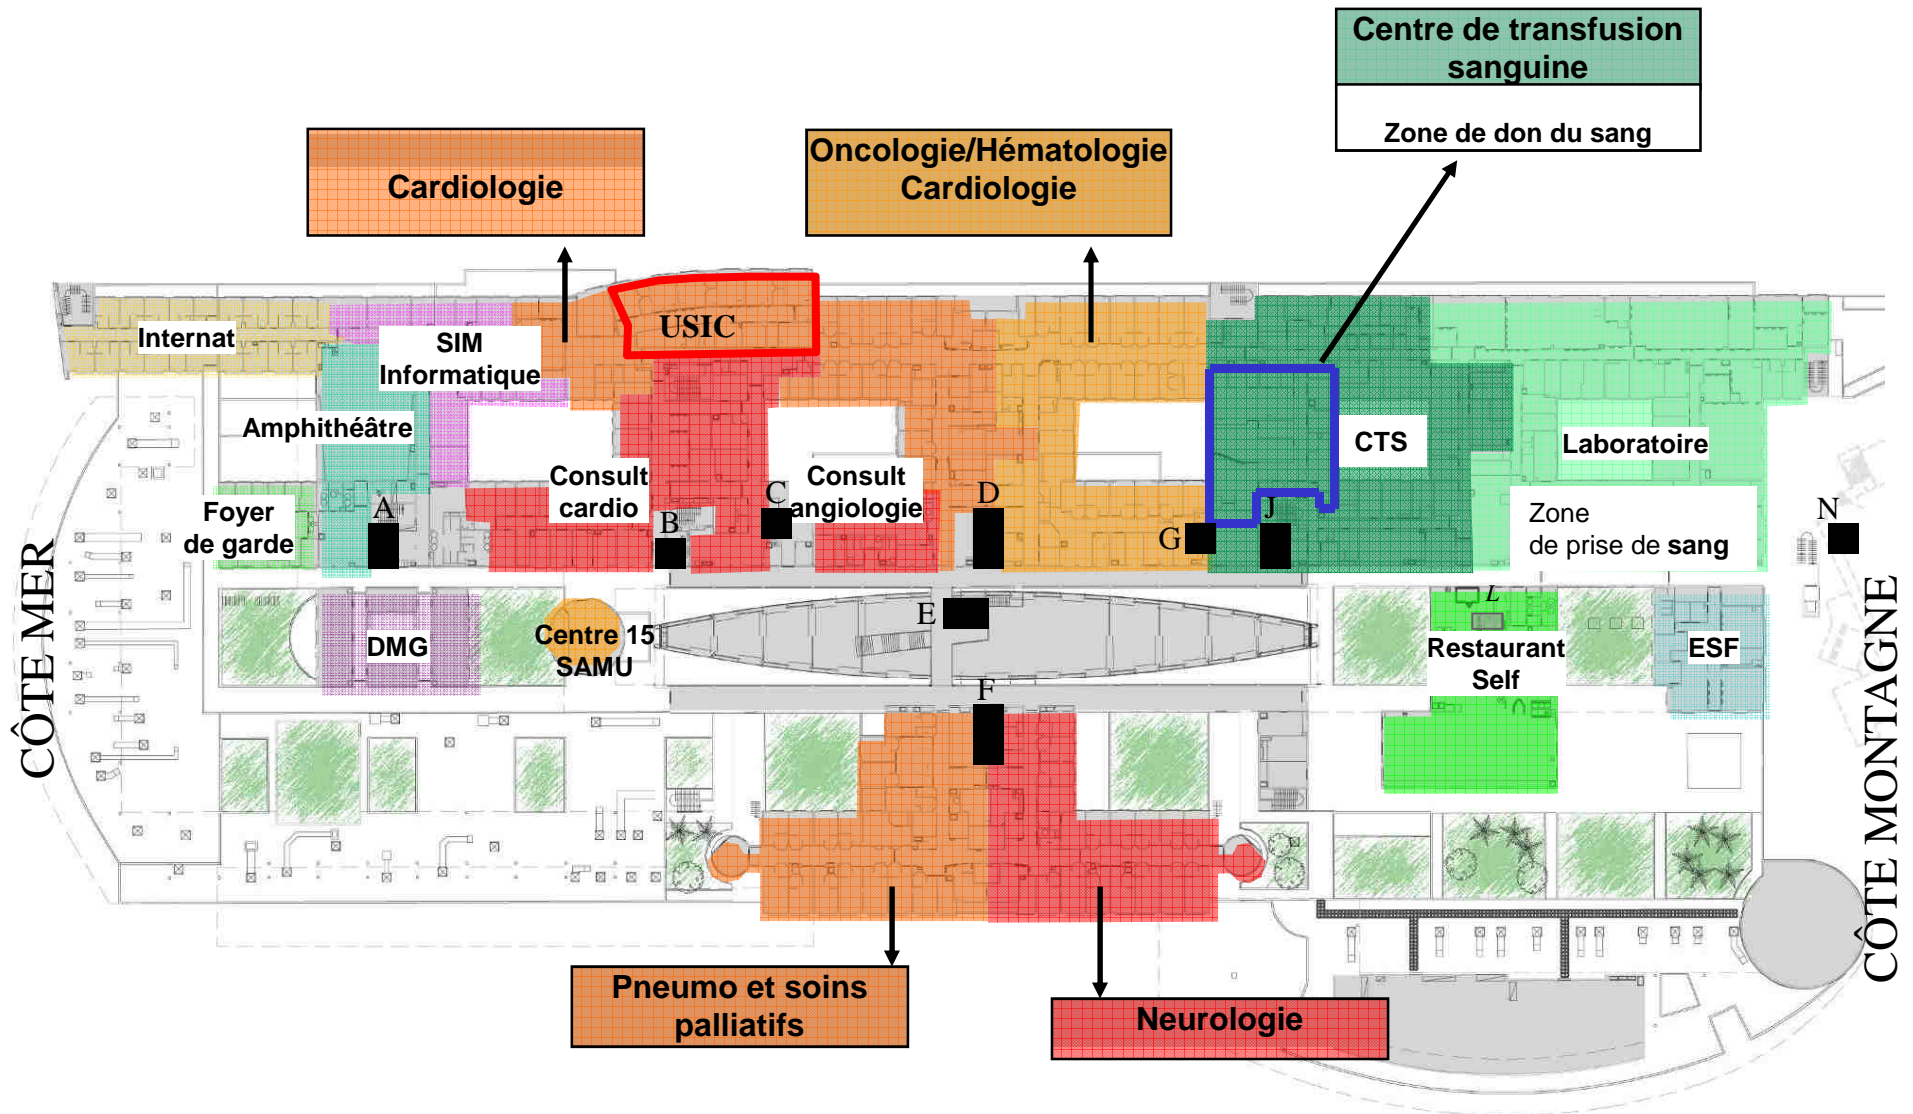 Centre de transfusion
sanguine
Zone de don du sang
Cardiologie
Oncologie/Hématologie
Cardiologie
Internat
SIM
Informatique
USIC
Amphithéâtre
CTS
Laboratoire
Consult
cardio
Consult
angiologie
Foyer
de garde
A
B
C
D
G
J
Zone
de prise de sang
N
CÔTE MER
DMG
Centre 15
SAMU
E
F
L
Restaurant
Self
ESF
CÔTE MONTAGNE
Pneumo et soins
palliatifs
Neurologie